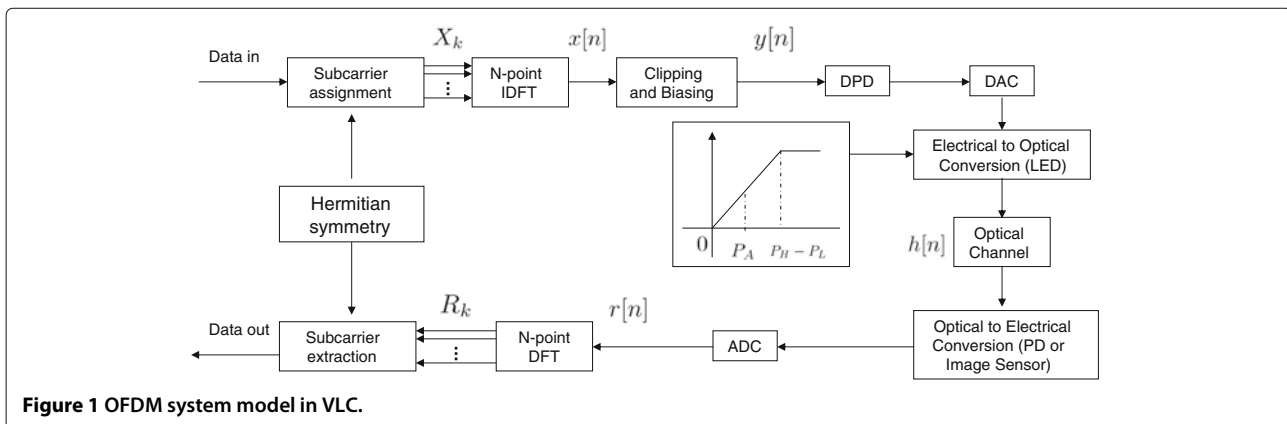 Data in
Subcarrier
assignment
X_k
⋮
N-point
IDFT
x[n]
Clipping
and Biasing
y[n]
DPD
DAC
Electrical to Optical
Conversion (LED)
0
P_A
P_H − P_L
Hermitian
symmetry
h[n]
Optical
Channel
Optical to Electrical
Conversion (PD or
Image Sensor)
ADC
r[n]
N-point
DFT
R_k
⋮
Subcarrier
extraction
Data out
Figure 1 OFDM system model in VLC.